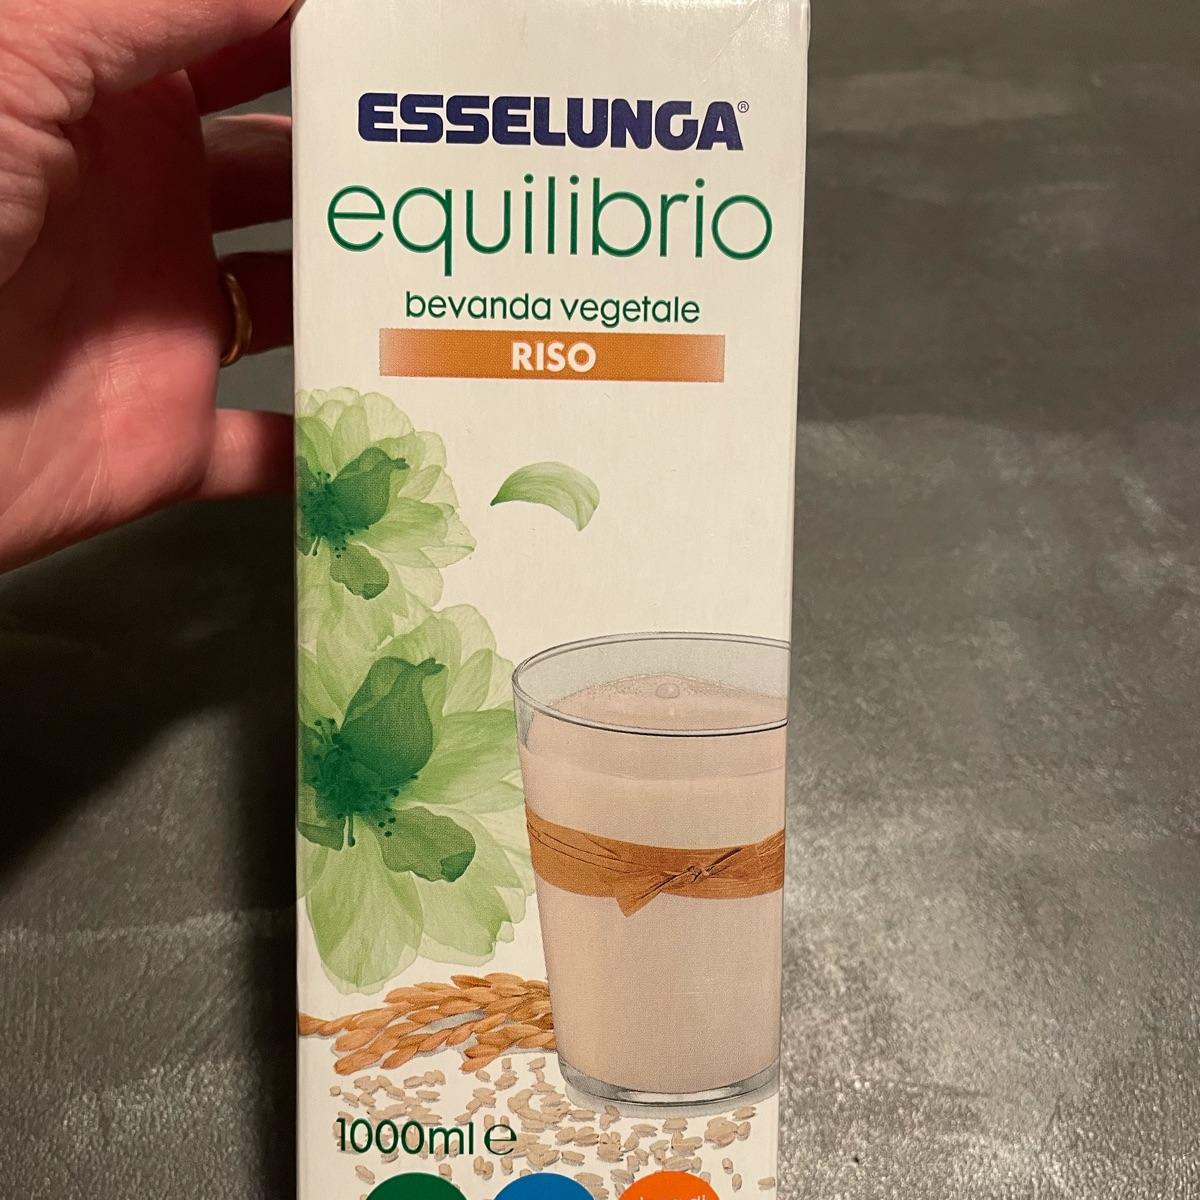 ESSELUNGA®
equilibrio
bevanda vegetale
RISO
1000ml e